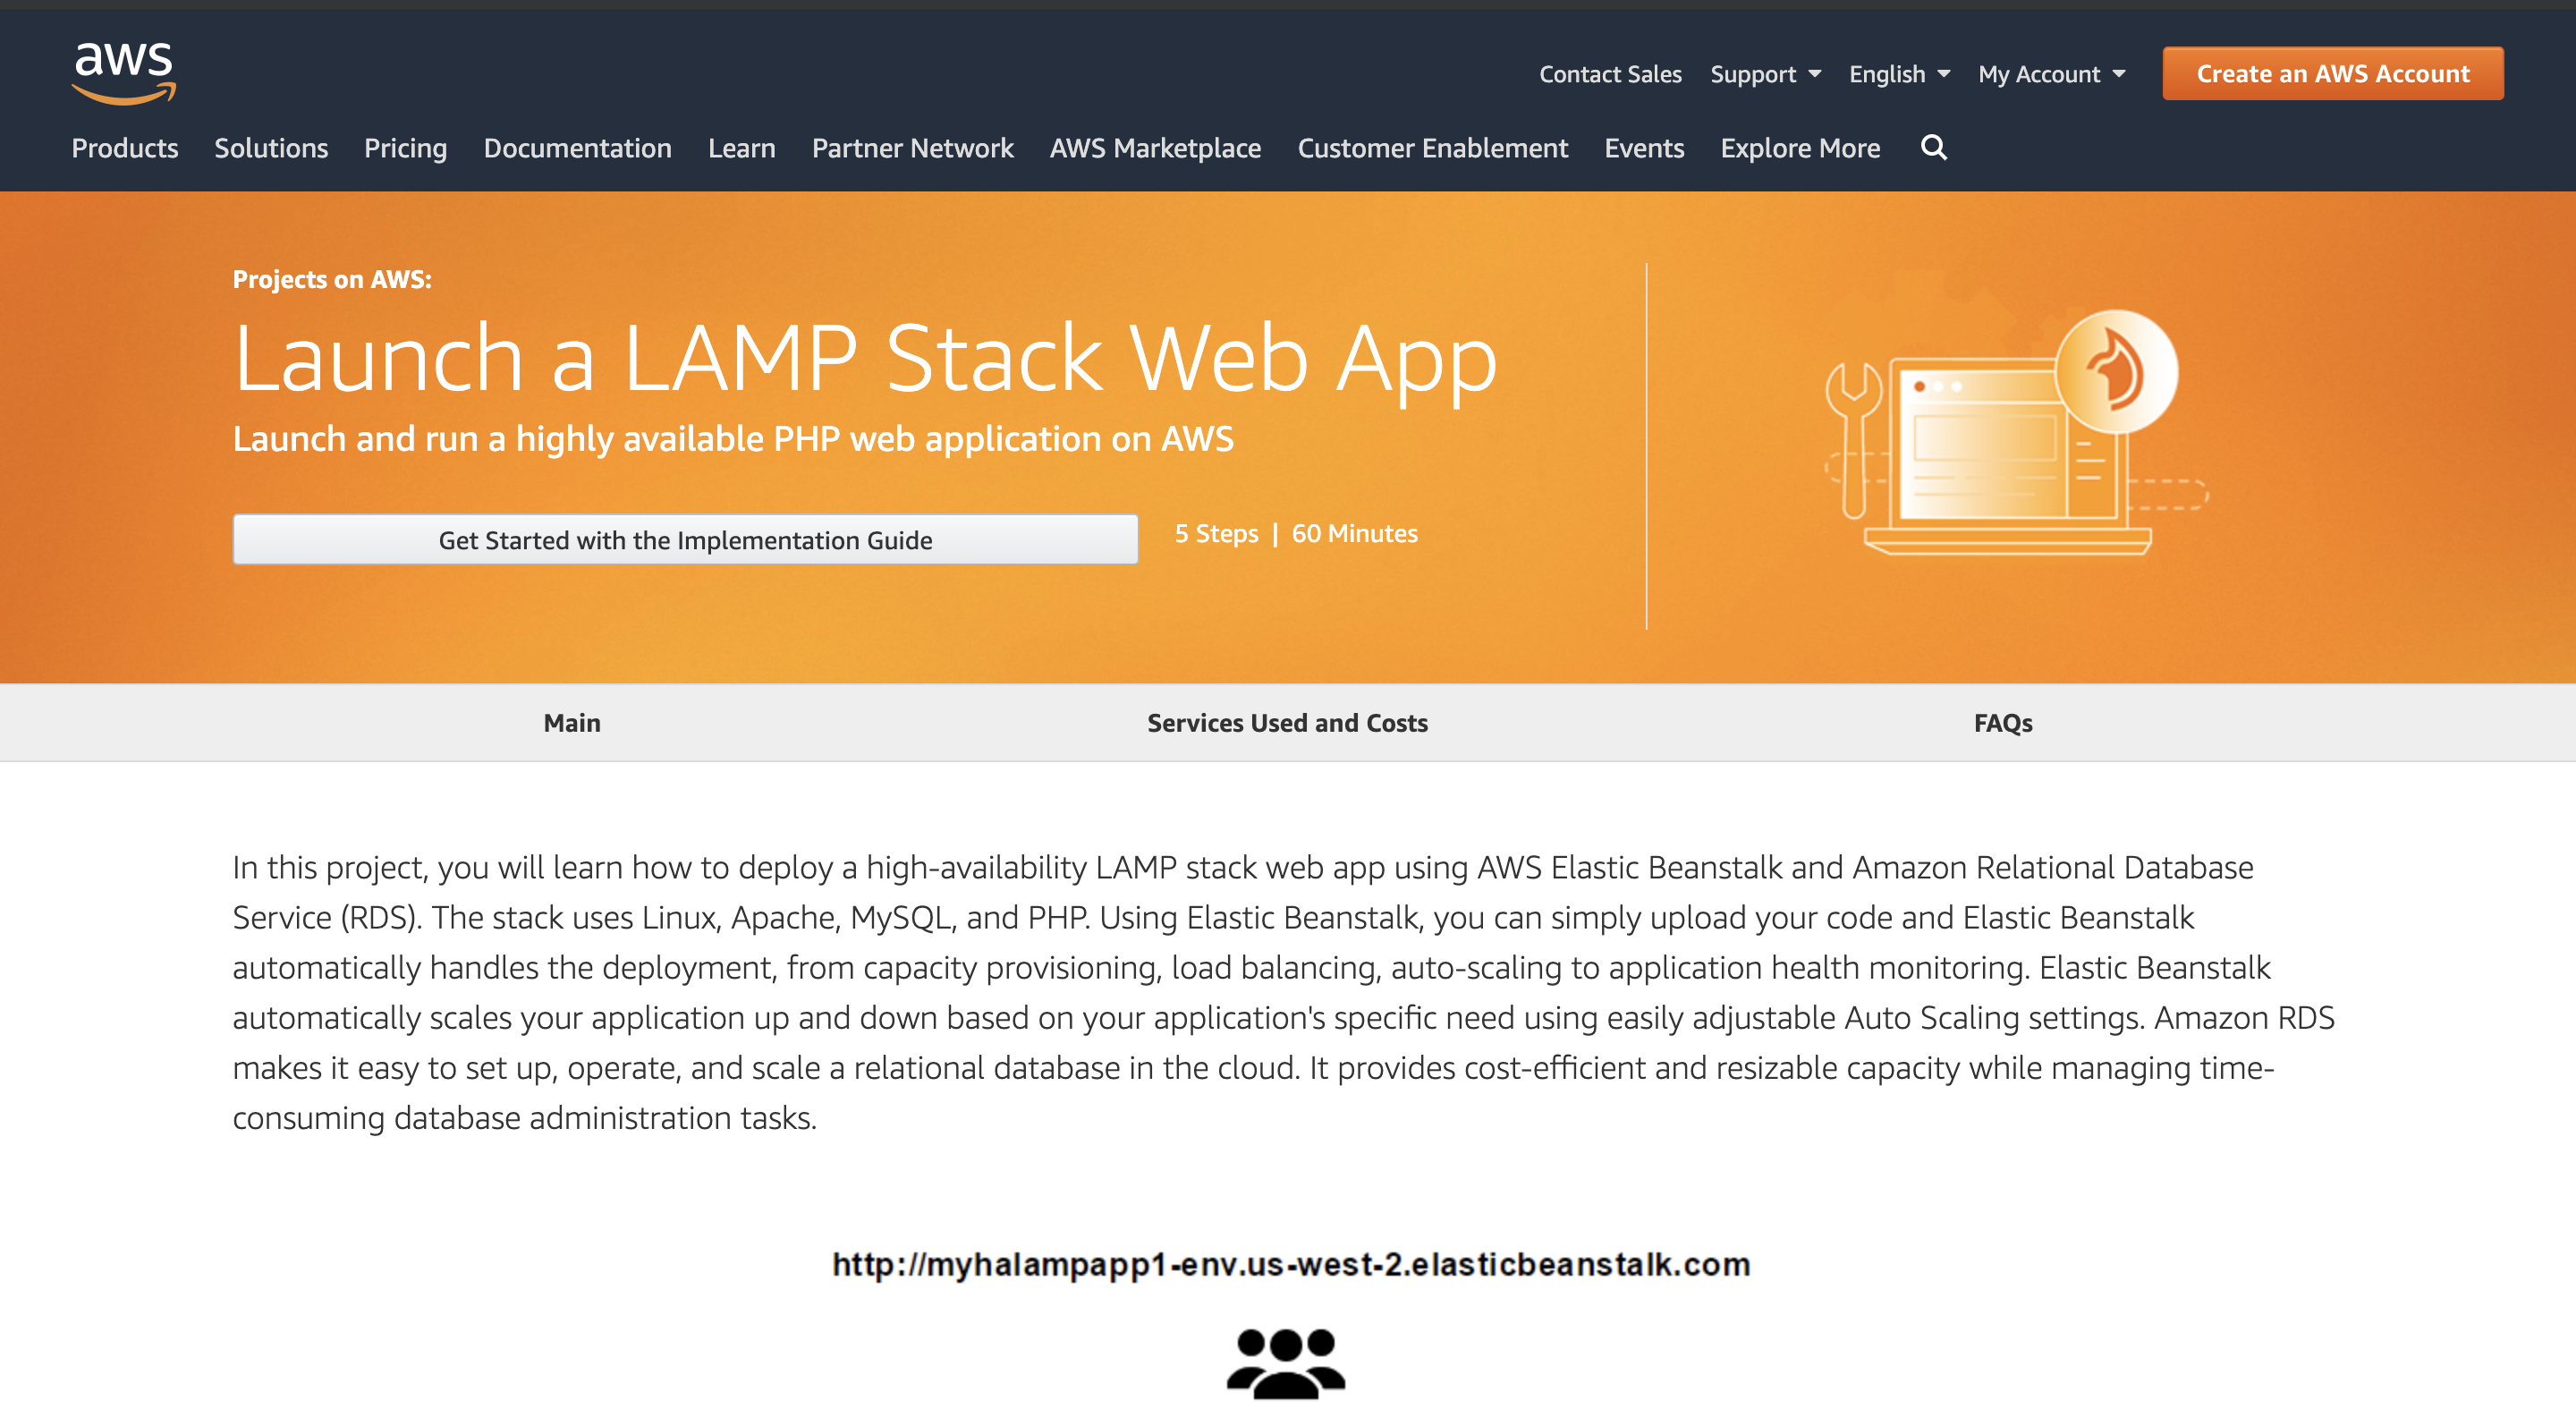 aws
Contact Sales Support English My Account Create an AWS Account
Products Solutions Pricing Documentation Learn Partner Network AWS Marketplace Customer Enablement Events Explore More
Projects on AWS:
Launch a LAMP Stack Web App
Launch and run a highly available PHP web application on AWS
Get Started with the Implementation Guide 5 Steps | 60 Minutes
Main Services Used and Costs FAQs
In this project, you will learn how to deploy a high-availability LAMP stack web app using AWS Elastic Beanstalk and Amazon Relational Database
Service (RDS). The stack uses Linux, Apache, MySQL, and PHP. Using Elastic Beanstalk, you can simply upload your code and Elastic Beanstalk
automatically handles the deployment, from capacity provisioning, load balancing, auto-scaling to application health monitoring. Elastic Beanstalk
automatically scales your application up and down based on your application's specific need using easily adjustable Auto Scaling settings. Amazon RDS
makes it easy to set up, operate, and scale a relational database in the cloud. It provides cost-efficient and resizable capacity while managing time-
consuming database administration tasks.
http://myhalampapp1-env.us-west-2.elasticbeanstalk.com